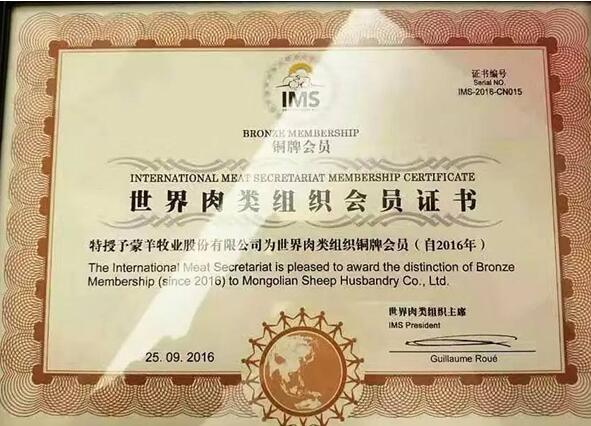 IMS
证书编号
Serial NO.
IMS-2016-CN015
BRONZE MEMBERSHIP
铜牌会员
INTERNATIONAL MEAT SECRETARIAT MEMBERSHIP CERTIFICATE
世界肉类组织会员证书
特授予蒙羊牧业股份有限公司为世界肉类组织铜牌会员（自2016年）
The International Meat Secretariat is pleased to award the distinction of Bronze
Membership (since 2016) to Mongolian Sheep Husbandry Co., Ltd.
世界肉类组织主席
IMS President
25. 09. 2016
Guillaume Roué